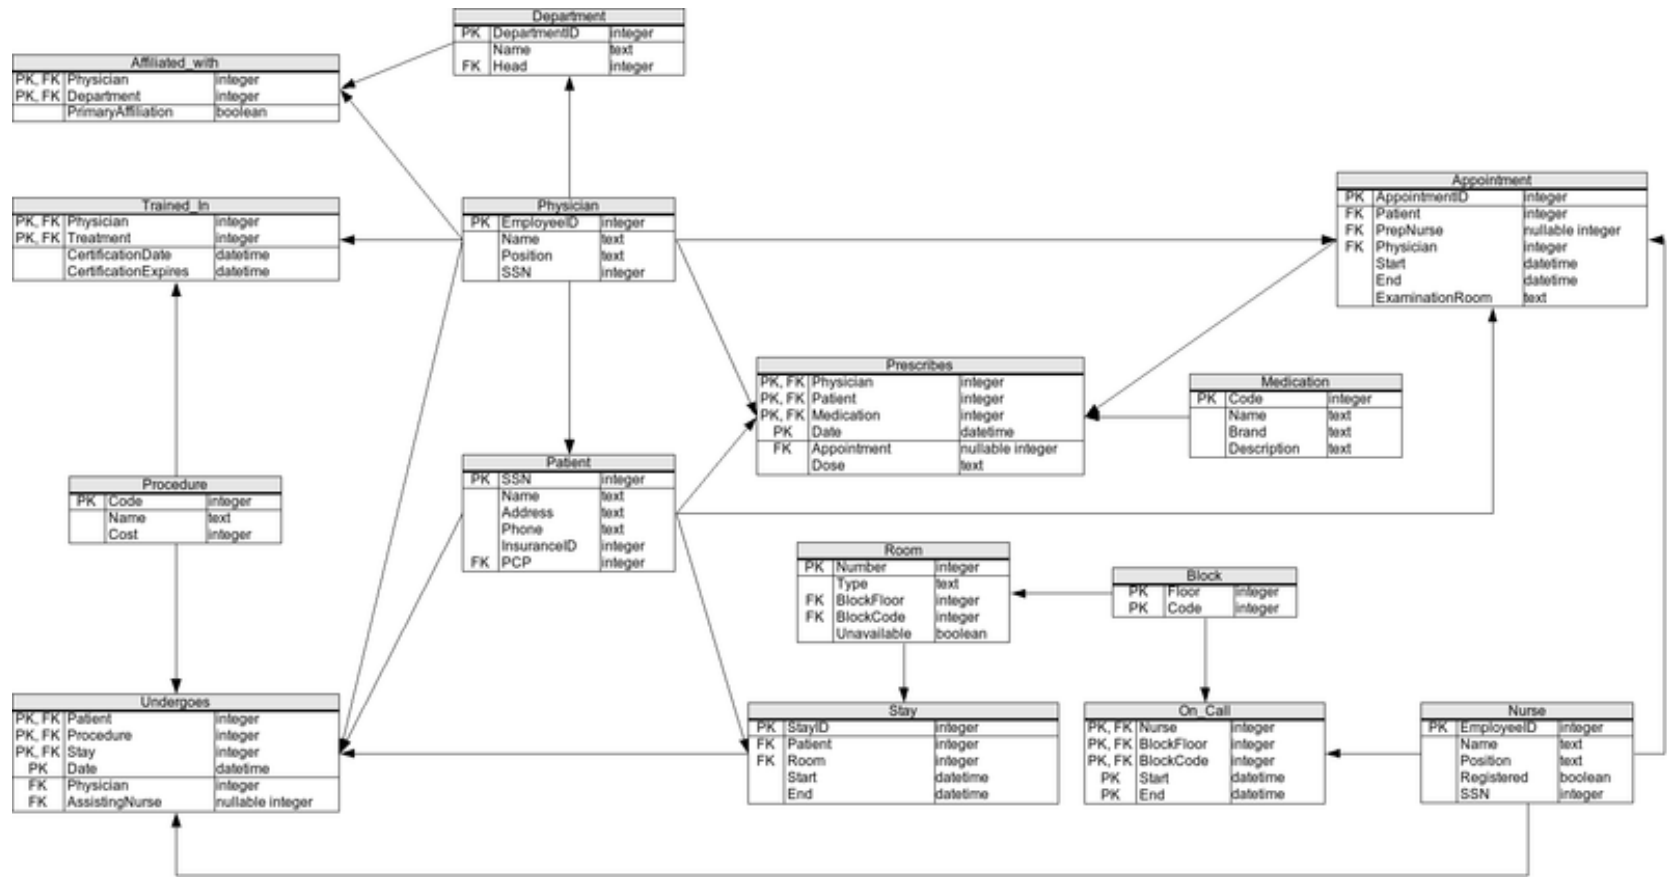 Department
PK DepartmentID integer
Name text
FK Head integer
Affiliated_with
PK, FK Physician integer
PK, FK Department integer
PrimaryAffiliation boolean
Trained_In
PK, FK Physician integer
PK, FK Treatment integer
CertificationDate datetime
CertificationExpires datetime
Physician
PK EmployeeID integer
Name text
Position text
SSN integer
Appointment
PK AppointmentID integer
FK Patient integer
FK PrepNurse nullable integer
FK Physician integer
Start datetime
End datetime
ExaminationRoom text
Prescribes
PK, FK Physician integer
PK, FK Patient integer
PK, FK Medication integer
PK Date datetime
FK Appointment nullable integer
Dose text
Medication
PK Code integer
Name text
Brand text
Description text
Patient
PK SSN integer
Name text
Address text
Phone text
InsuranceID integer
FK PCP integer
Procedure
PK Code integer
Name text
Cost integer
Room
PK Number integer
Type text
FK BlockFloor integer
FK BlockCode integer
Unavailable boolean
Block
PK Floor integer
PK Code integer
Undergoes
PK, FK Patient integer
PK, FK Procedure integer
PK, FK Stay integer
PK Date datetime
FK Physician integer
FK AssistingNurse nullable integer
Stay
PK StayID integer
FK Patient integer
FK Room integer
Start datetime
End datetime
On_Call
PK, FK Nurse integer
PK, FK BlockFloor integer
PK, FK BlockCode integer
PK Start datetime
PK End datetime
Nurse
PK EmployeeID integer
Name text
Position text
Registered boolean
SSN integer